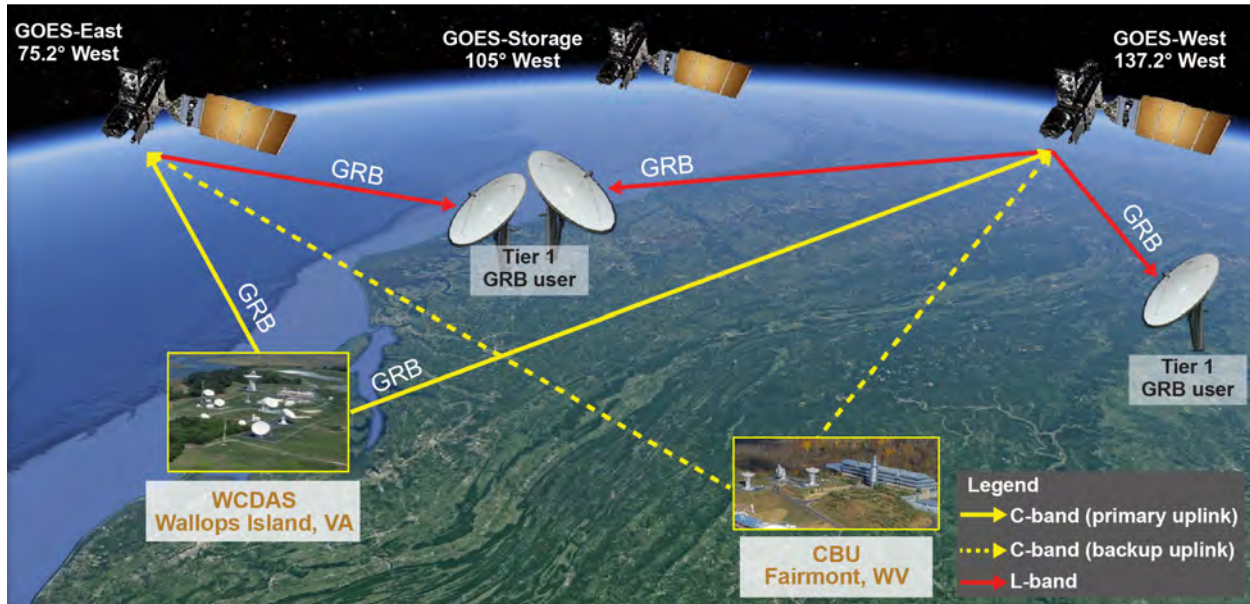 GOES-East
75.2° West
GOES-Storage
105° West
GOES-West
137.2° West
GRB
GRB
GRB
Tier 1
GRB user
GRB
GRB
Tier 1
GRB user
WCDAS
Wallops Island, VA
CBU
Fairmont, WV
Legend
C-band (primary uplink)
C-band (backup uplink)
L-band